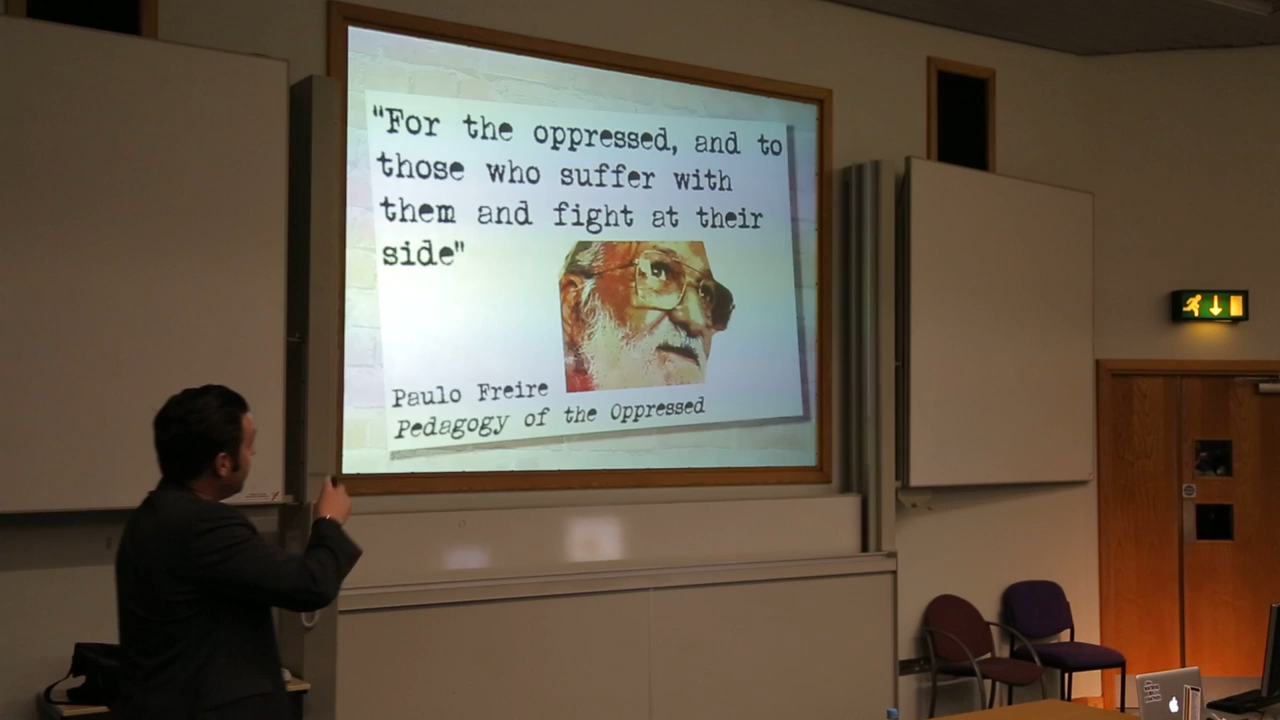 "For the oppressed, and to
those who suffer with
them and fight at their
side"
Paulo Freire
Pedagogy of the Oppressed